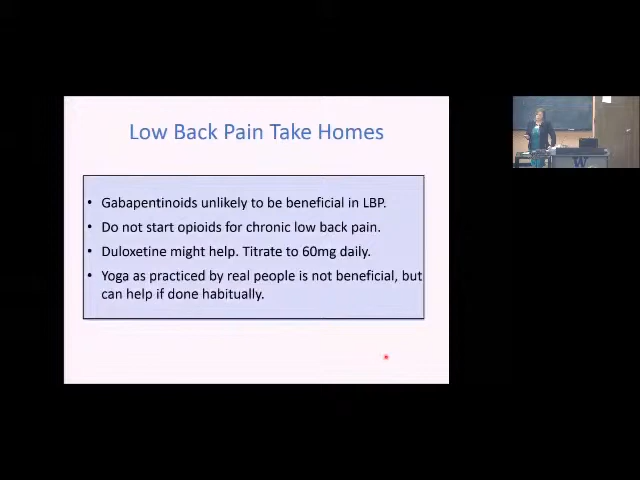 Low Back Pain Take Homes
• Gabapentinoids unlikely to be beneficial in LBP.
• Do not start opioids for chronic low back pain.
• Duloxetine might help. Titrate to 60mg daily.
• Yoga as practiced by real people is not beneficial, but
can help if done habitually.
W